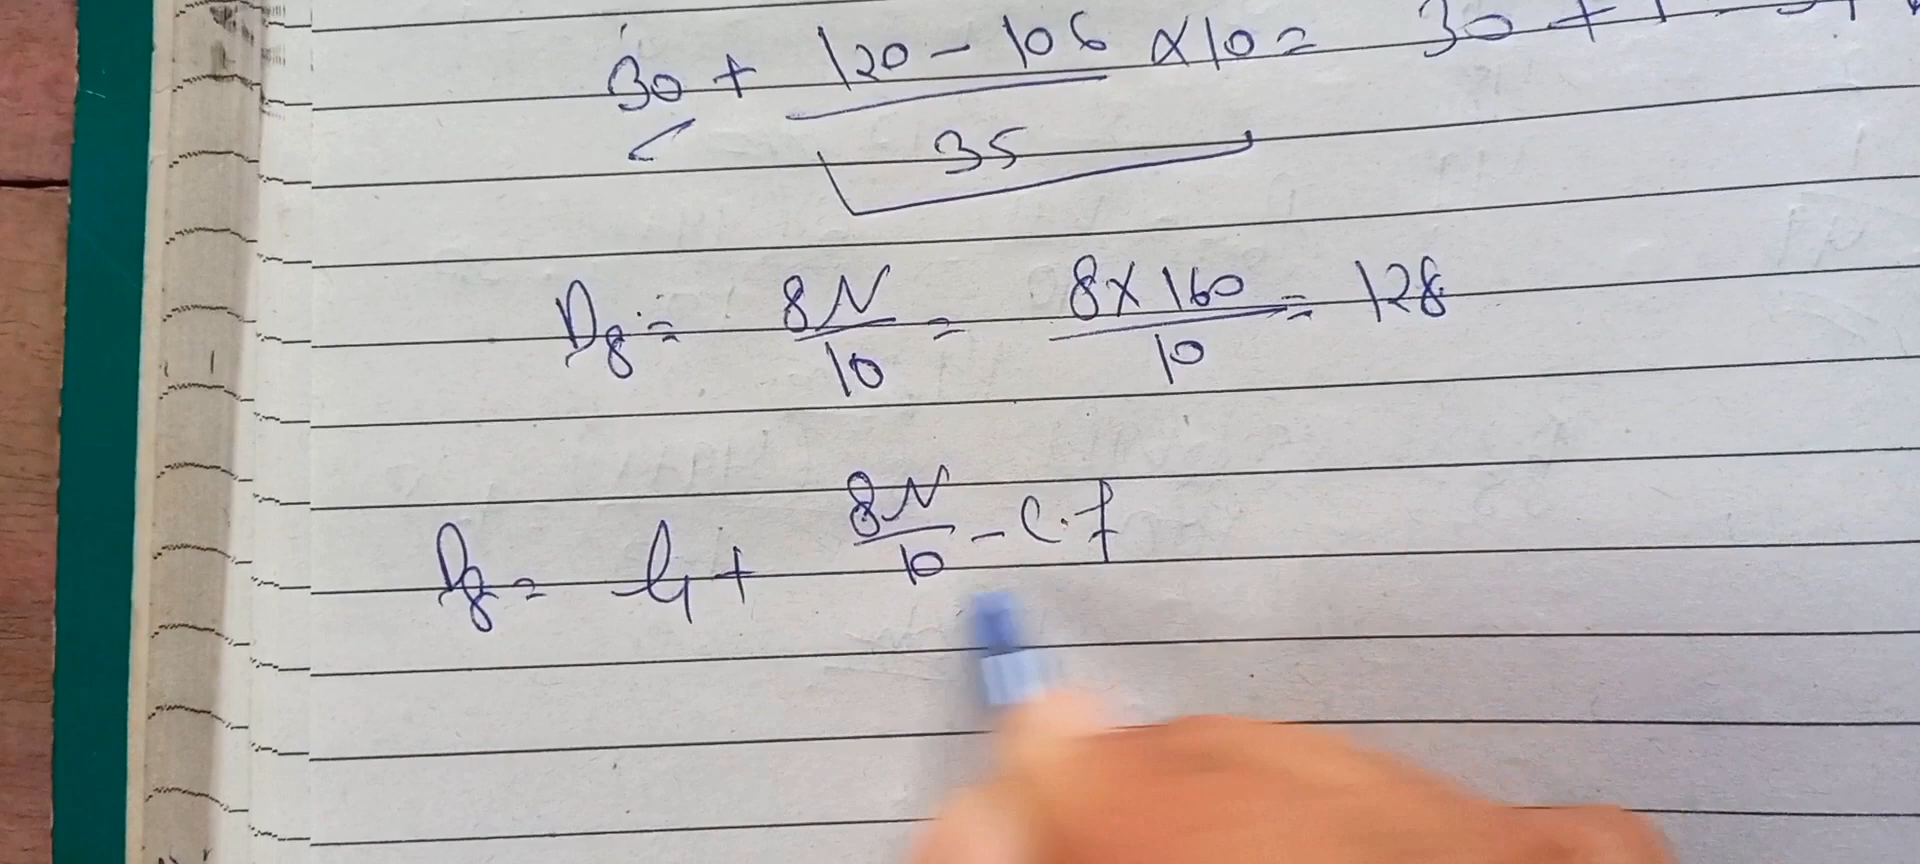 30 + 120 - 106 × 10 = 30 +
35
D8 = 8N = 8 × 160 = 128
10 10
D8 = l1 + 8N - c.f
10